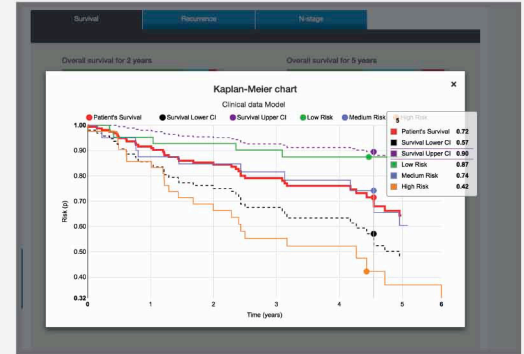 Survival
Recurrence
N-stage
Overall survival for 2 years
Overall survival for 5 years
Kaplan-Meier chart
x
Clinical data Model
Patient's Survival
Survival Lower CI
Survival Upper CI
Low Risk
Medium Risk
High Risk
5
Patient's Survival 0.72
Survival Lower CI 0.57
Survival Upper CI 0.90
Low Risk 0.87
Medium Risk 0.74
High Risk 0.42
1.00
0.90
0.80
0.70
0.60
0.50
0.40
0.32
Risk (p)
0
1
2
3
4
5
6
Time (years)